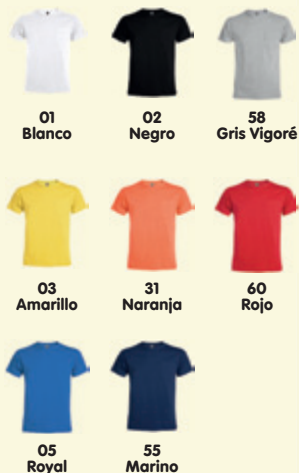 01
Blanco
02
Negro
58
Gris Vigoré
03
Amarillo
31
Naranja
60
Rojo
05
Royal
55
Marino